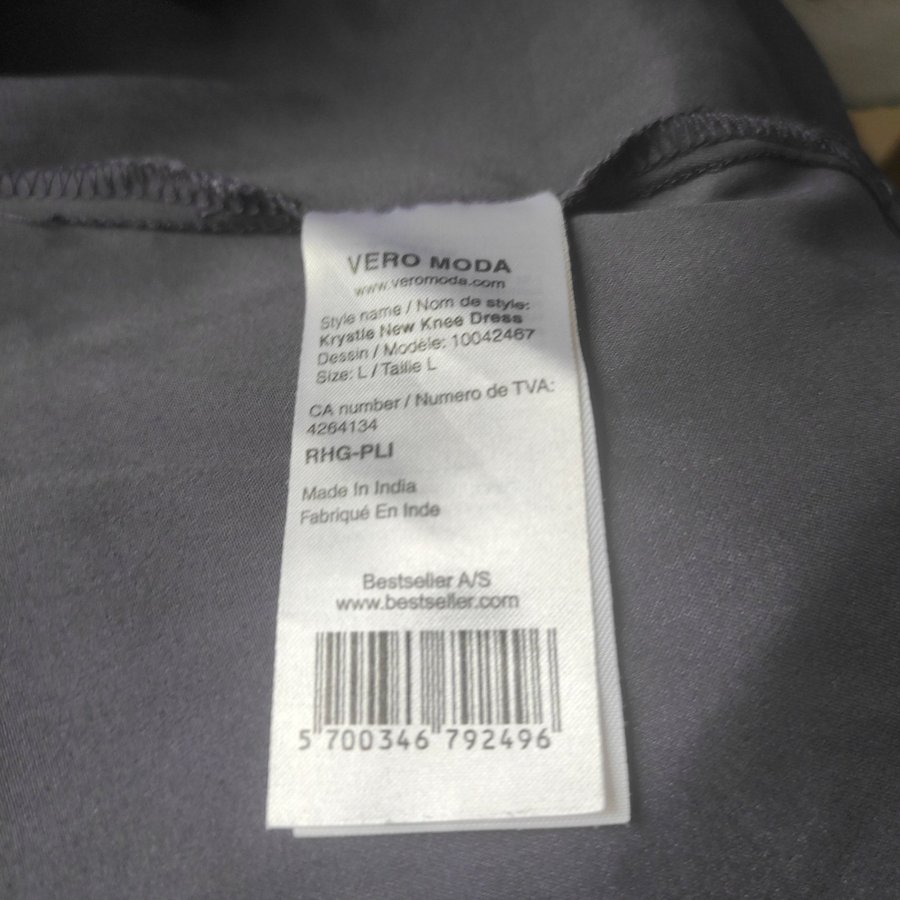 VERO MODA
www.veromoda.com
Style name / Nom de style:
Krystle New Knee Dress
Dessin / Modèle: 10042467
Size: L / Taille L
CA number / Numero de TVA:
4264134
RHG-PLI
Made In India
Fabriqué En Inde
Bestseller A/S
www.bestseller.com
5 700346 792496